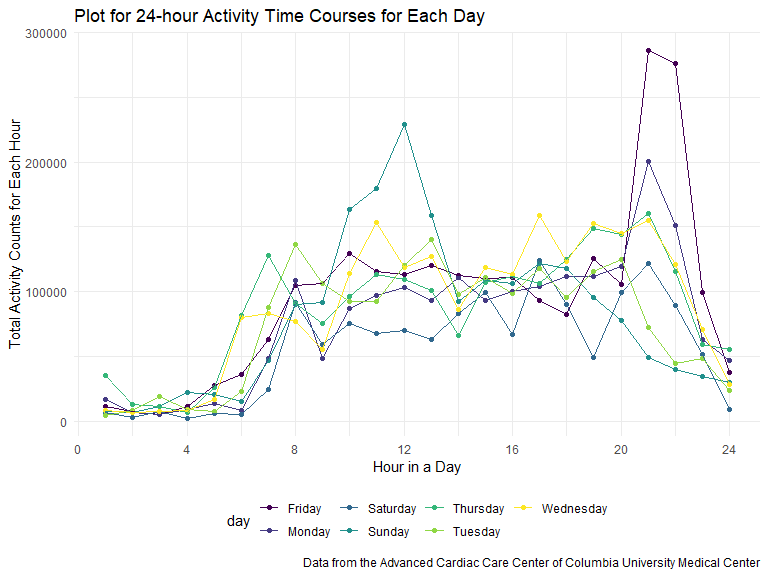 Plot for 24-hour Activity Time Courses for Each Day
Total Activity Counts for Each Hour
300000
200000
100000
0
0 4 8 12 16 20 24
Hour in a Day
day
Friday Saturday Thursday Wednesday
Monday Sunday Tuesday
Data from the Advanced Cardiac Care Center of Columbia University Medical Center